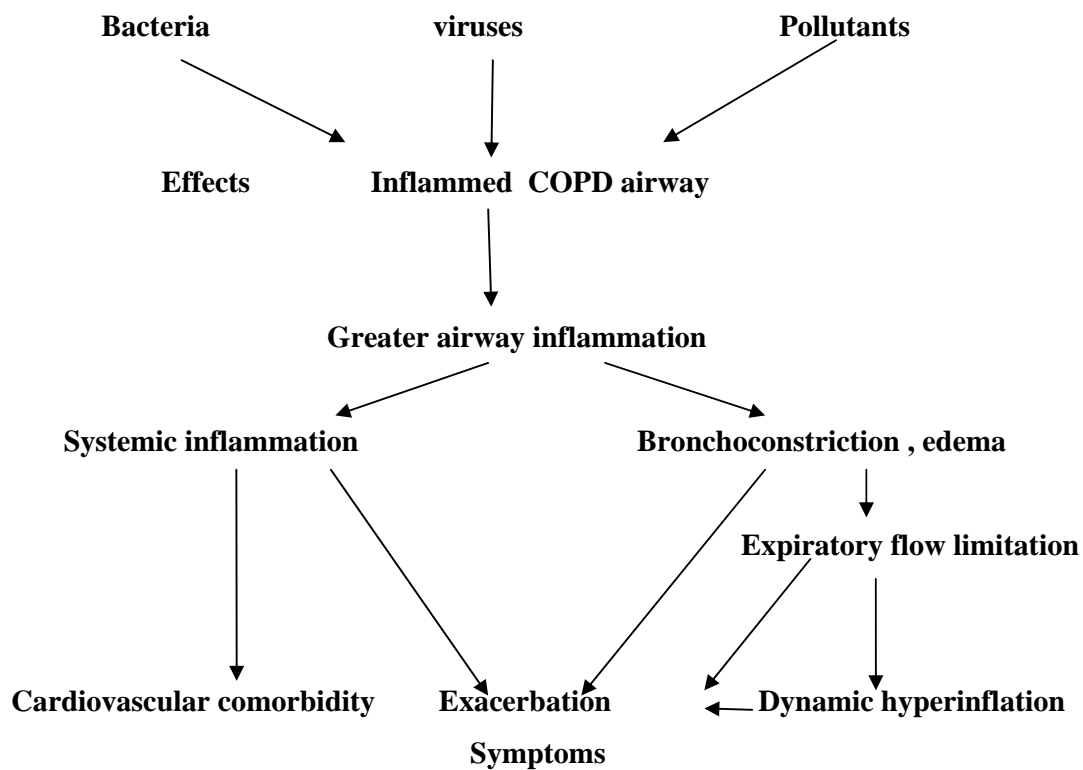 Bacteria viruses Pollutants
Effects Inflammed COPD airway
Greater airway inflammation
Systemic inflammation Bronchoconstriction , edema
Expiratory flow limitation
Cardiovascular comorbidity Exacerbation Dynamic hyperinflation
Symptoms